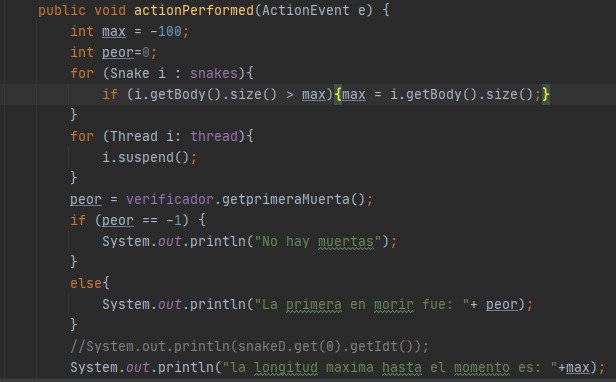 public void actionPerformed(ActionEvent e) {
int max = -100;
int peor=0;
for (Snake i : snakes){
if (i.getBody().size() > max){max = i.getBody().size();}
}
for (Thread i: thread){
i.suspend();
}
peor = verificador.getprimeraMuerta();
if (peor == -1) {
System.out.println("No hay muertas");
}
else{
System.out.println("La primera en morir fue: "+ peor);
}
//System.out.println(snakeD.get(0).getIdt());
System.out.println("la longitud maxima hasta el momento es: "+max);